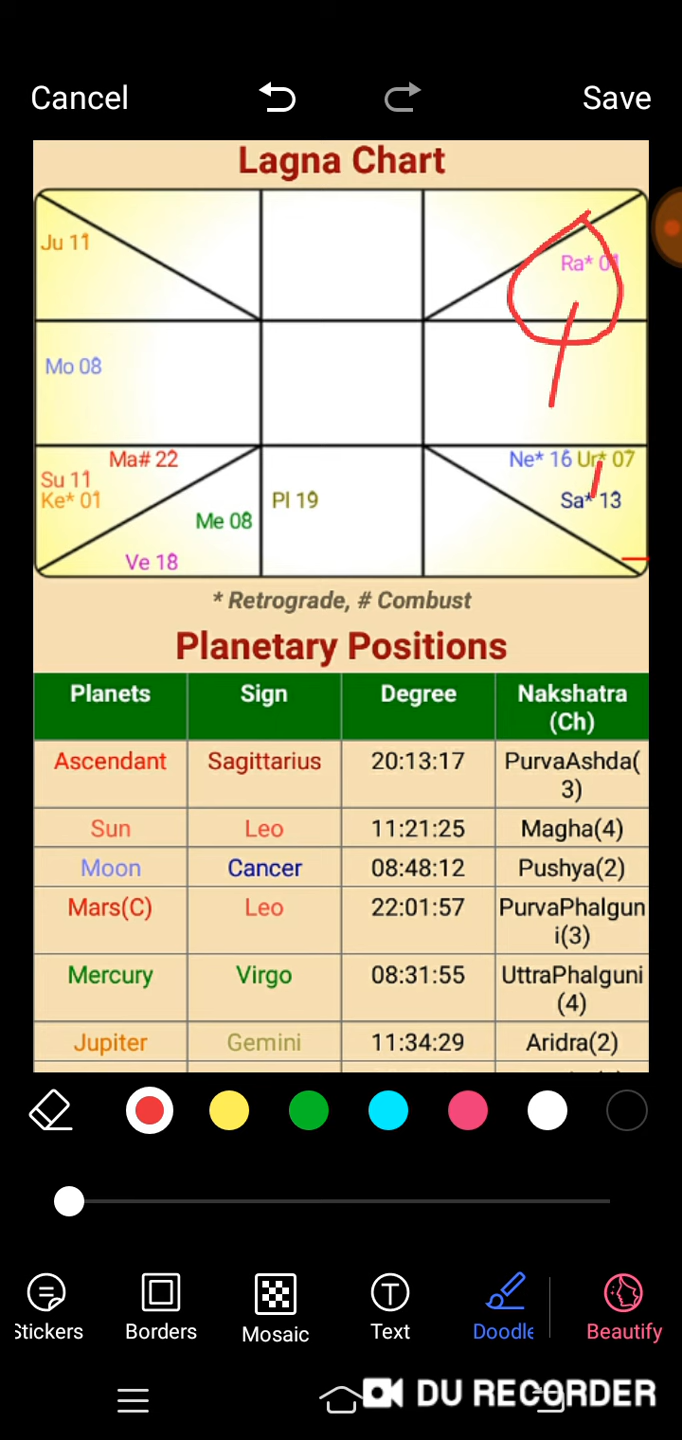 Cancel Save
Lagna Chart
Ju 11
Ra* 01
Mo 08
Ma# 22
Ne* 16 Ur* 07
Su 11
Ke* 01
Pl 19
Sa* 13
Me 08
Ve 18
* Retrograde, # Combust
Planetary Positions
Planets Sign Degree Nakshatra
(Ch)
Ascendant Sagittarius 20:13:17 PurvaAshda(
3)
Sun Leo 11:21:25 Magha(4)
Moon Cancer 08:48:12 Pushya(2)
Mars(C) Leo 22:01:57 PurvaPhalgun
i(3)
Mercury Virgo 08:31:55 UttraPhalguni
(4)
Jupiter Gemini 11:34:29 Aridra(2)
Stickers Borders Mosaic Text Doodle Beautify
DU RECORDER